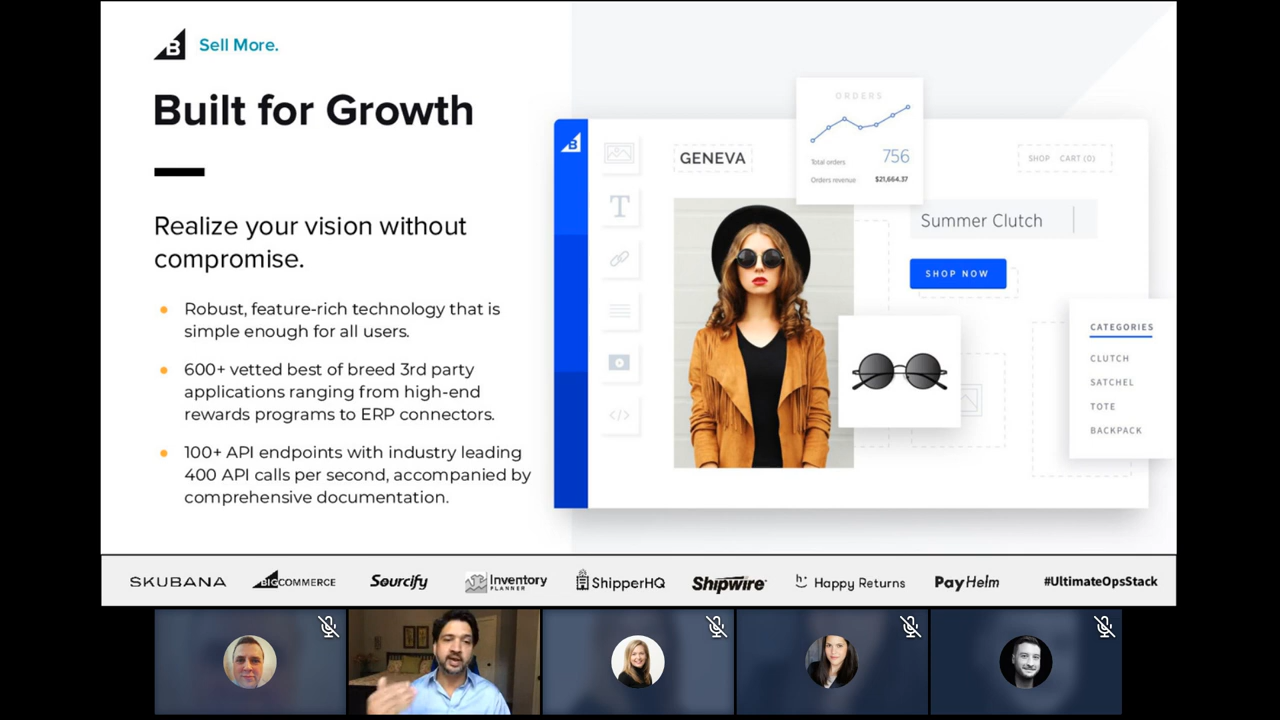 B Sell More.
Built for Growth
Realize your vision without
compromise.
Robust, feature-rich technology that is
simple enough for all users.
600+ vetted best of breed 3rd party
applications ranging from high-end
rewards programs to ERP connectors.
100+ API endpoints with industry leading
400 API calls per second, accompanied by
comprehensive documentation.
B
T
</>
GENEVA
ORDERS
Total orders 756
Orders revenue $21,664.37
SHOP CART (0)
Summer Clutch
SHOP NOW
CATEGORIES
CLUTCH
SATCHEL
TOTE
BACKPACK
SKUBANA BIGCOMMERCE Sourcify Inventory PLANNER ShipperHQ Shipwire Happy Returns PayHelm #UltimateOpsStack